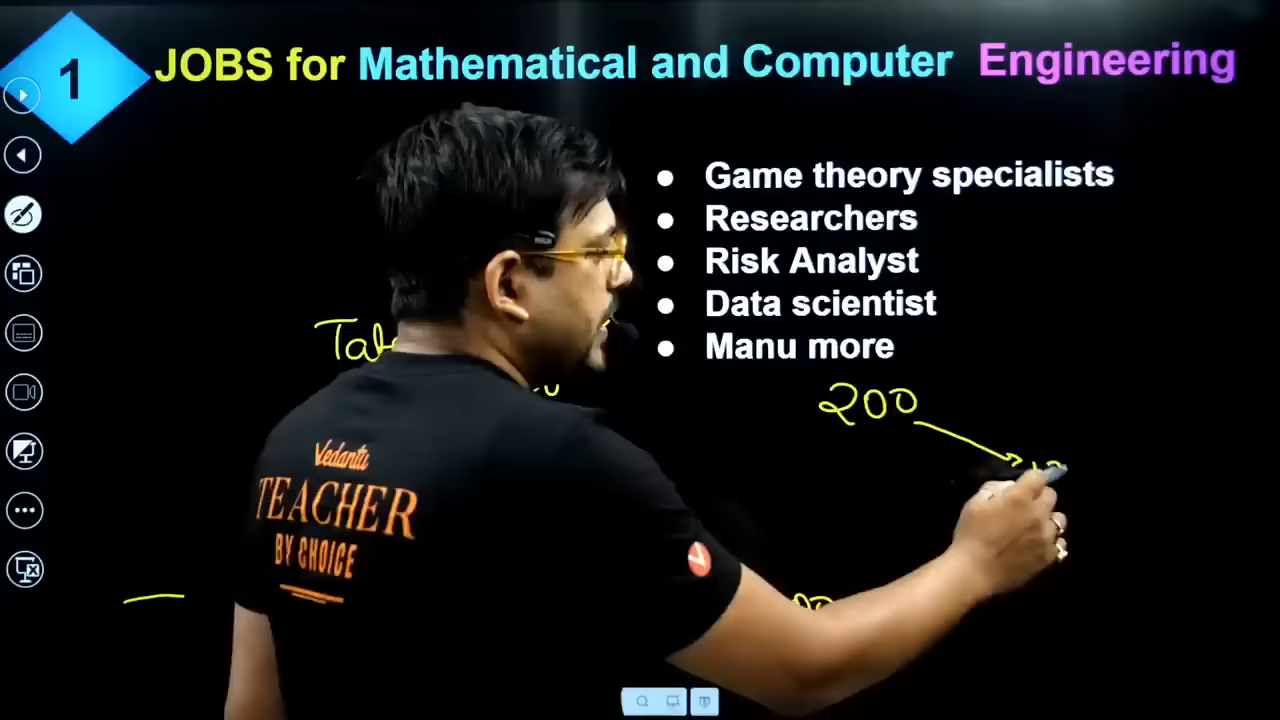 1
JOBS for Mathematical and Computer Engineering
Game theory specialists
Researchers
Risk Analyst
Data scientist
Manu more
200
Vedantu
TEACHER
BY CHOICE